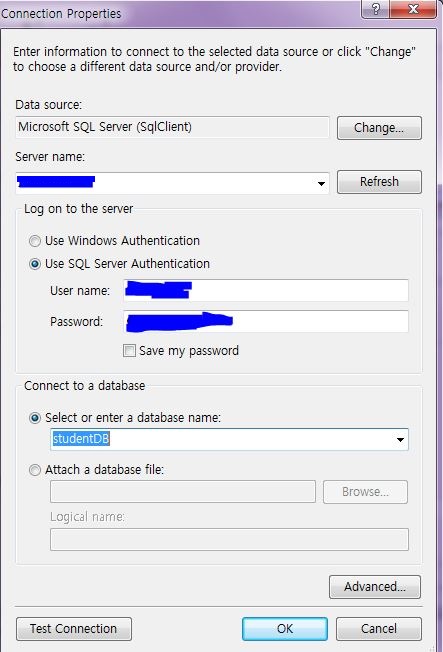 Connection Properties
?
Enter information to connect to the selected data source or click "Change"
to choose a different data source and/or provider.
Data source:
Microsoft SQL Server (SqlClient)
Change...
Server name:
Refresh
Log on to the server
Use Windows Authentication
Use SQL Server Authentication
User name:
Password:
Save my password
Connect to a database
Select or enter a database name:
studentDB
Attach a database file:
Browse...
Logical name:
Advanced...
Test Connection
OK
Cancel